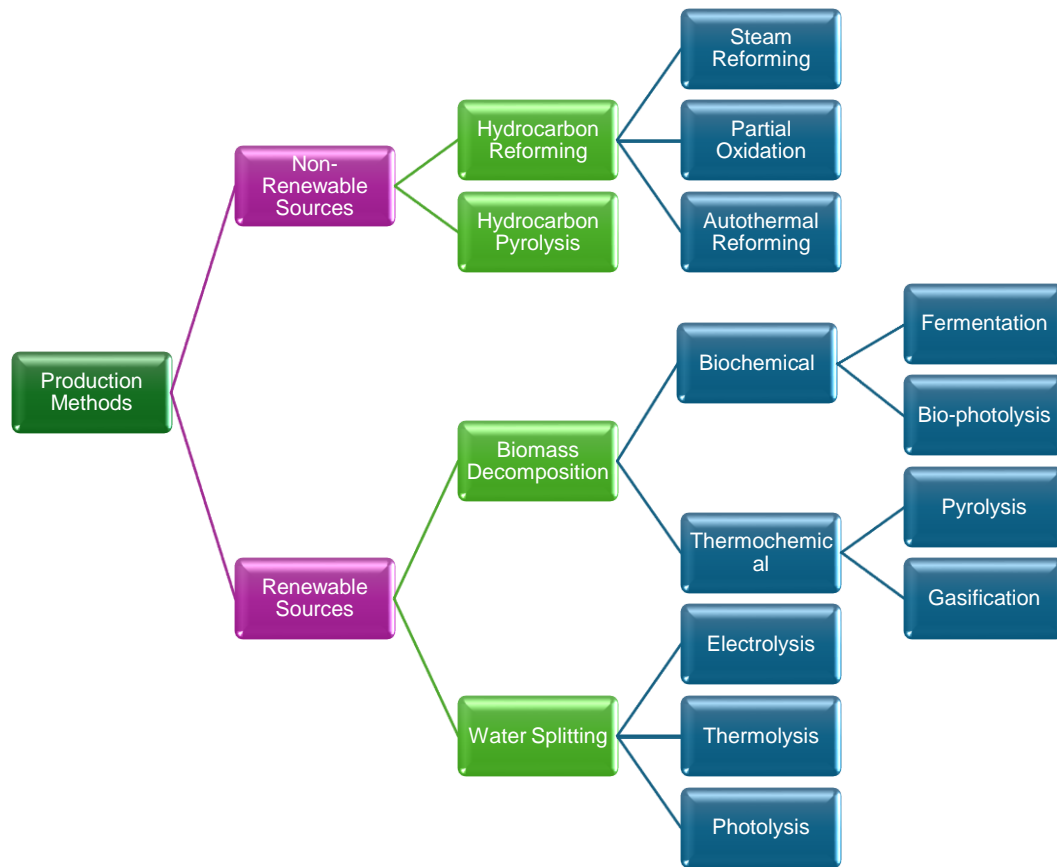 Steam
Reforming
Hydrocarbon
Reforming
Partial
Oxidation
Non-
Renewable
Sources
Hydrocarbon
Pyrolysis
Autothermal
Reforming
Production
Methods
Biochemical
Fermentation
Bio-photolysis
Biomass
Decomposition
Thermochemic
al
Pyrolysis
Gasification
Renewable
Sources
Electrolysis
Water Splitting
Thermolysis
Photolysis